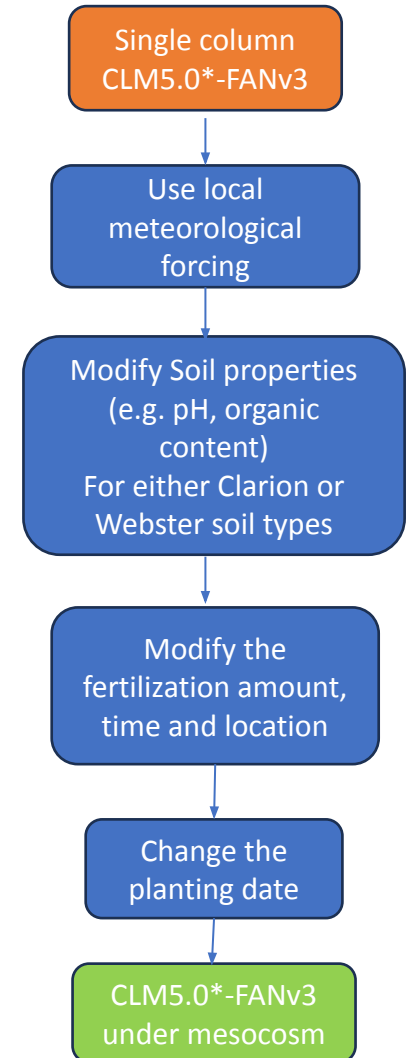 Single column
CLM5.0*-FANv3
Use local
meteorological
forcing
Modify Soil properties
(e.g. pH, organic
content)
For either Clarion or
Webster soil types
Modify the
fertilization amount,
time and location
Change the
planting date
CLM5.0*-FANv3
under mesocosm